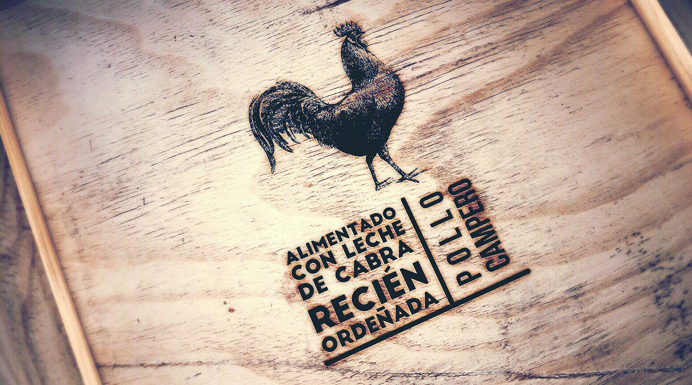 ALIMENTADO
CON LECHE
DE CABRA
RECIÉN
ORDEÑADA
POLLO
CAMPERO